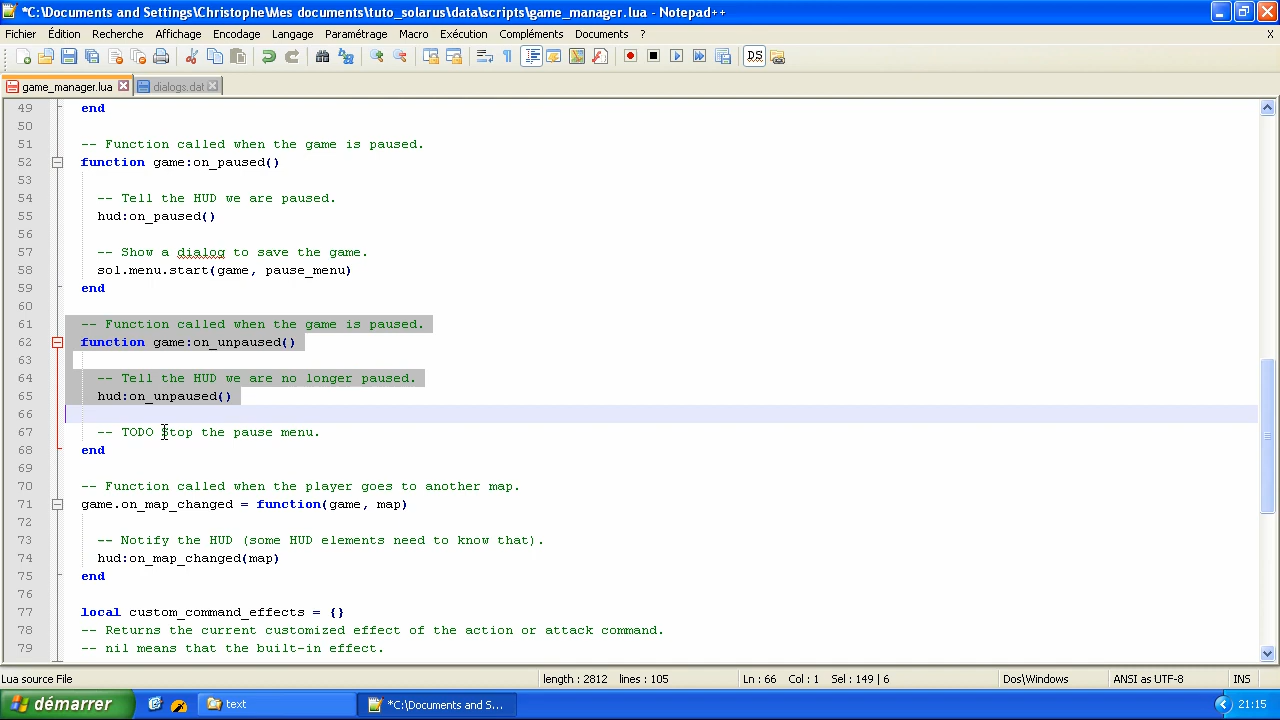 *C:\Documents and Settings\Christophe\Mes documents\tuto_solarus\data\scripts\game_manager.lua - Notepad++
Fichier Édition Recherche Affichage Encodage Langage Paramétrage Macro Exécution Compléments Documents ? X
game_manager.lua dialogs.dat
49 end
50
51 -- Function called when the game is paused.
52 function game:on_paused()
53
54 -- Tell the HUD we are paused.
55 hud:on_paused()
56
57 -- Show a dialog to save the game.
58 sol.menu.start(game, pause_menu)
59 end
60
61 -- Function called when the game is paused.
62 function game:on_unpaused()
63
64 -- Tell the HUD we are no longer paused.
65 hud:on_unpaused()
66
67 -- TODO Stop the pause menu.
68 end
69
70 -- Function called when the player goes to another map.
71 game.on_map_changed = function(game, map)
72
73 -- Notify the HUD (some HUD elements need to know that).
74 hud:on_map_changed(map)
75 end
76
77 local custom_command_effects = {}
78 -- Returns the current customized effect of the action or attack command.
79 -- nil means that the built-in effect.
Lua source File length : 2812 lines : 105 Ln : 66 Col : 1 Sel : 149 | 6 Dos\Windows ANSI as UTF-8 INS
démarrer text *C:\Documents and S... 21:15